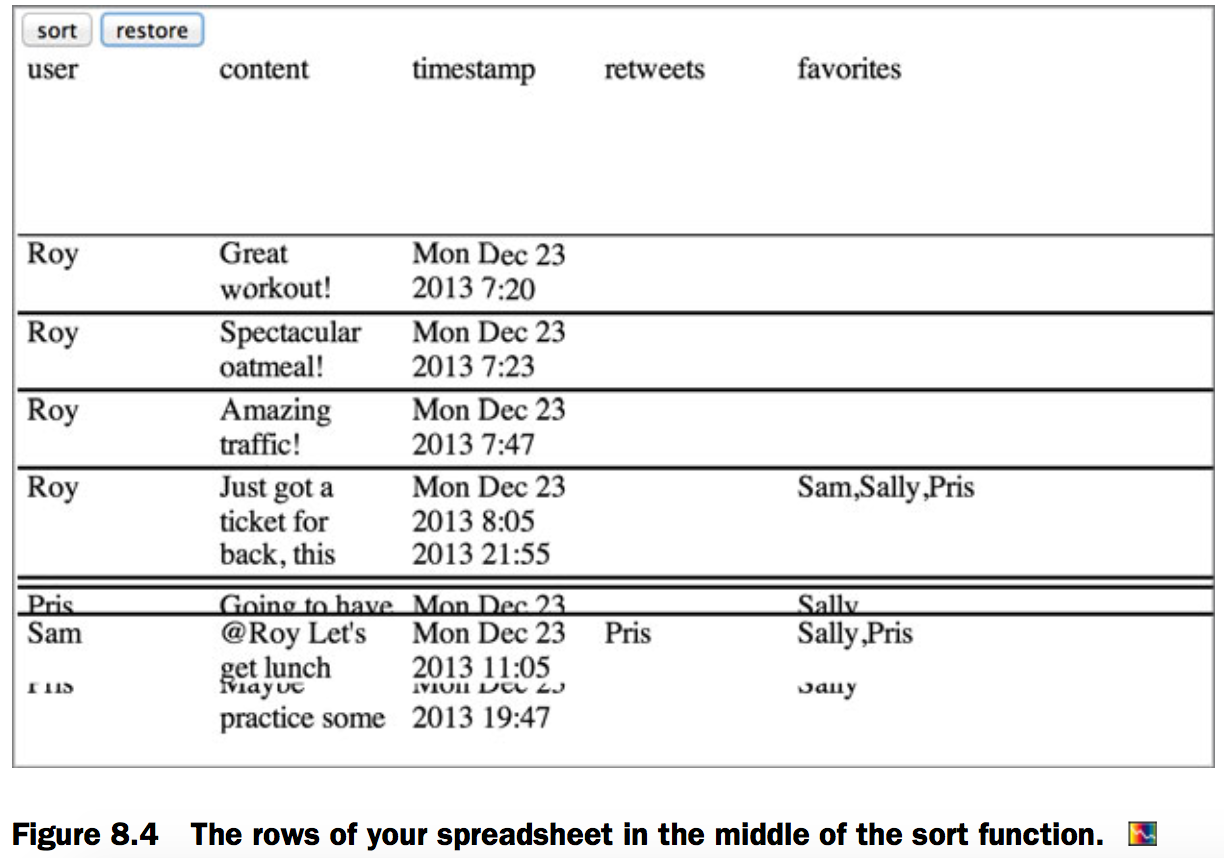 sort restore
user content timestamp retweets favorites
Roy Great Mon Dec 23
workout! 2013 7:20
Roy Spectacular Mon Dec 23
oatmeal! 2013 7:23
Roy Amazing Mon Dec 23
traffic! 2013 7:47
Roy Just got a Mon Dec 23 Sam,Sally,Pris
ticket for 2013 8:05
back, this 2013 21:55
Pris Going to have Mon Dec 23 Sally
Sam @Roy Let's Mon Dec 23 Pris Sally,Pris
get lunch 2013 11:05
Pris Maybe Mon Dec 23 Sally
practice some 2013 19:47
Figure 8.4 The rows of your spreadsheet in the middle of the sort function.